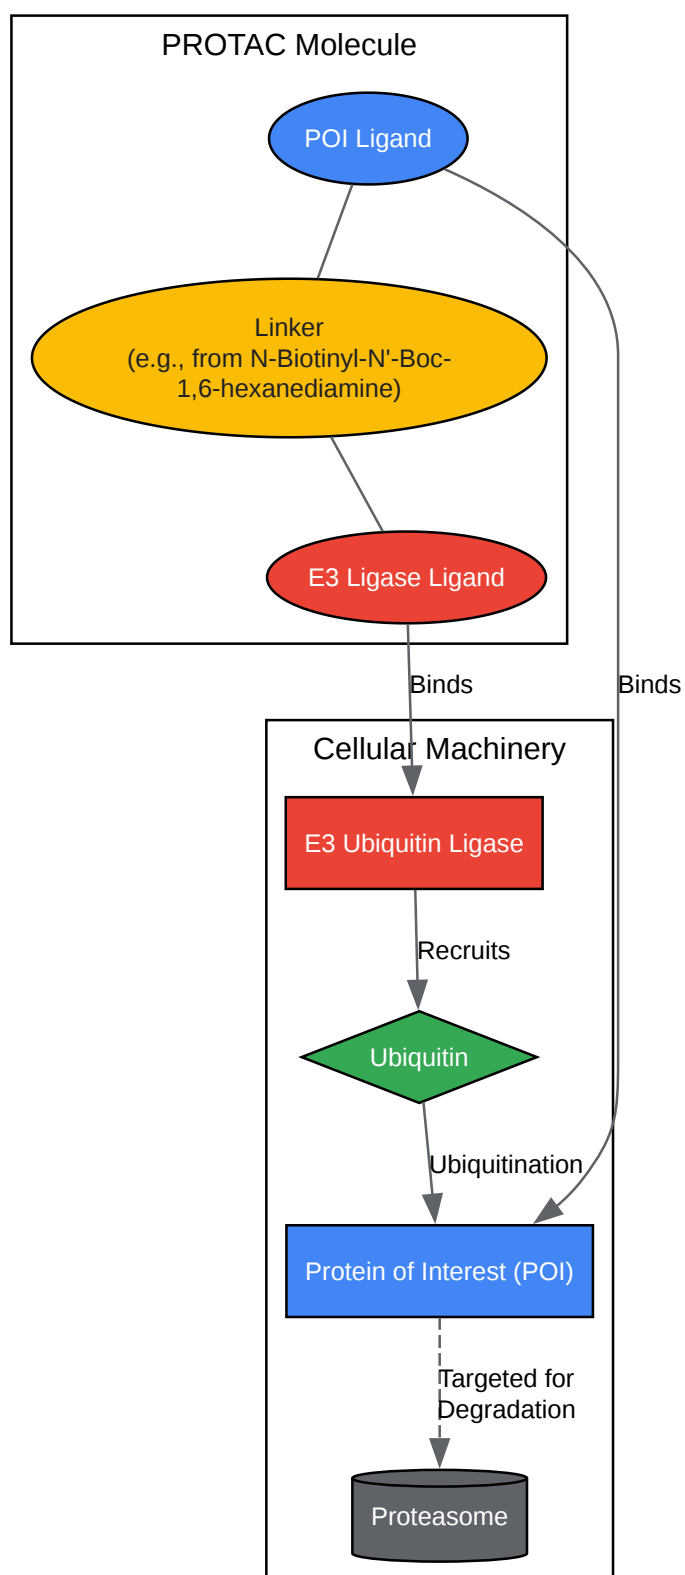 PROTAC Molecule
POI Ligand
Linker
(e.g., from N-Biotinyl-N'-Boc-
1,6-hexanediamine)
E3 Ligase Ligand
Binds
Binds
Cellular Machinery
E3 Ubiquitin Ligase
Recruits
Ubiquitin
Ubiquitination
Protein of Interest (POI)
Targeted for
Degradation
Proteasome